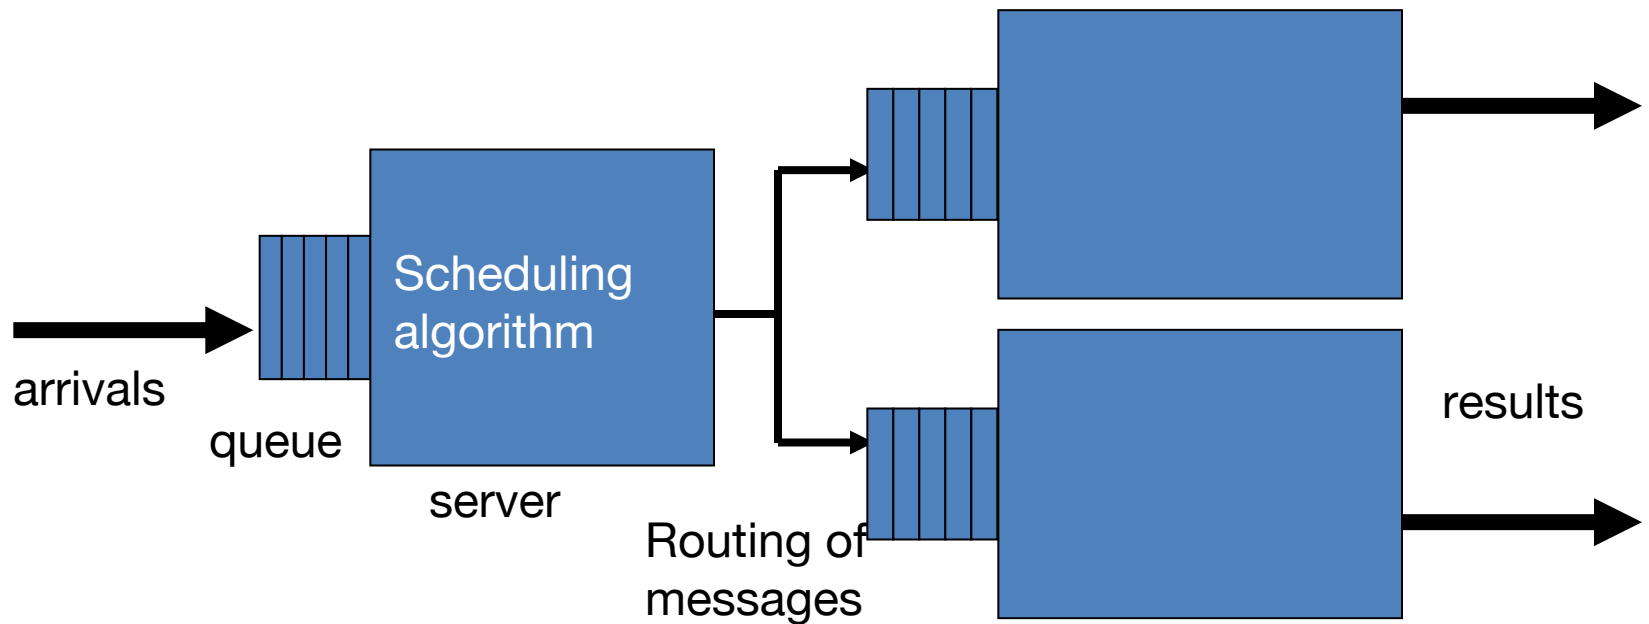 Scheduling
algorithm
arrivals
queue
server
Routing of
messages
results